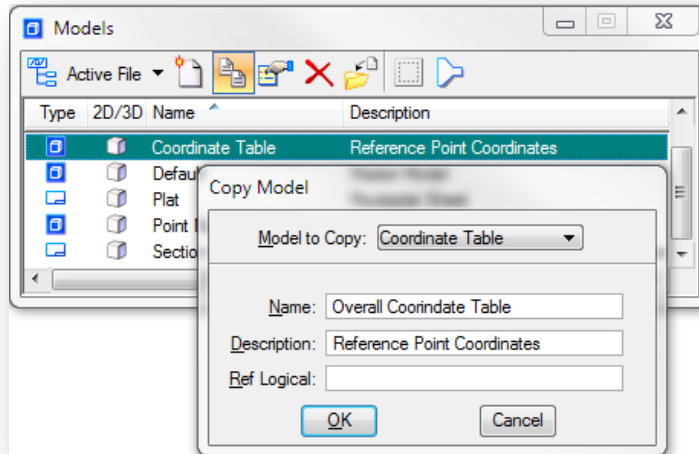 Models
Active File
Type 2D/3D Name Description
Coordinate Table Reference Point Coordinates
Defaul
Plat
Point
Sectio
Copy Model
Model to Copy: Coordinate Table
Name: Overall Coorindate Table
Description: Reference Point Coordinates
Ref Logical:
OK Cancel